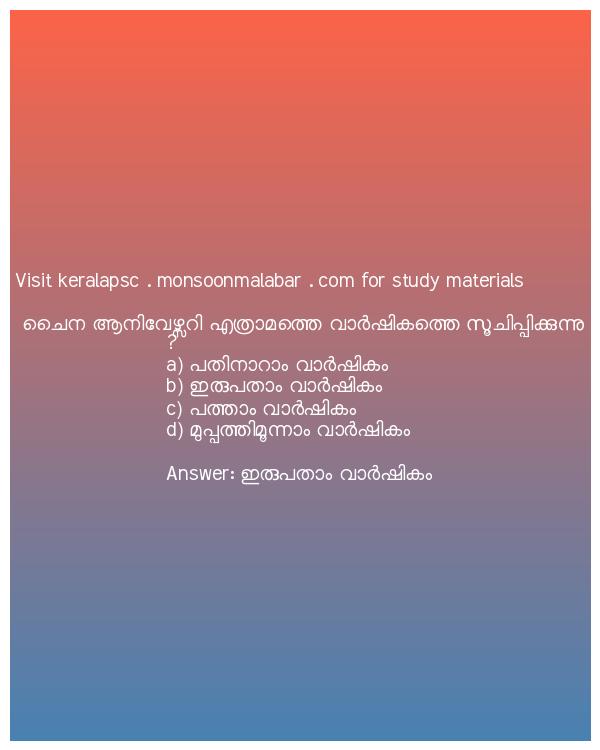 Visit keralapsc . monsoonmalabar . com for study materials
ചൈന ആനിവേഴ്സറി എത്രാമത്തെ വാർഷികത്തെ സൂചിപ്പിക്കുന്നു
?
a) പതിനാറാം വാർഷികം
b) ഇരുപതാം വാർഷികം
c) പത്താം വാർഷികം
d) മുപ്പത്തിമൂന്നാം വാർഷികം
Answer: ഇരുപതാം വാർഷികം